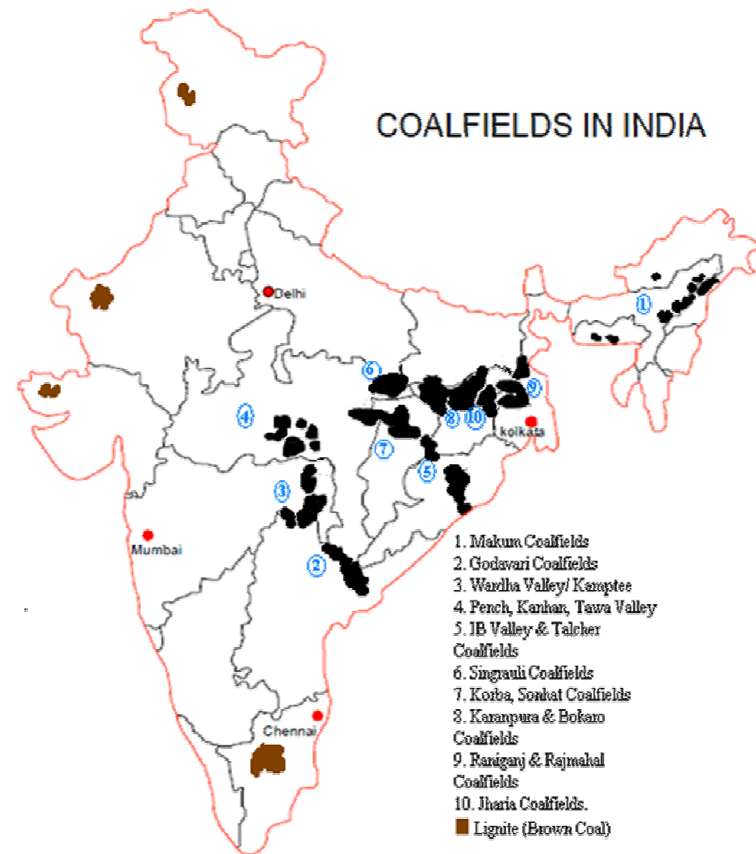 COALFIELDS IN INDIA
Delhi
1
6
9
4
8
10
kolkata
7
5
3
Mumbai
2
1. Makum Coalfields
2. Godavari Coalfields
3. Wardha Valley/ Kamptee
4. Pench, Kanhan, Tawa Valley
5. IB Valley & Talcher
Coalfields
6. Singrauli Coalfields
7. Korba, Sonhat Coalfields
8. Karanpura & Bokaro
Coalfields
9. Raniganj & Rajmahal
Coalfields
10. Jharia Coalfields.
Lignite (Brown Coal)
Chennai